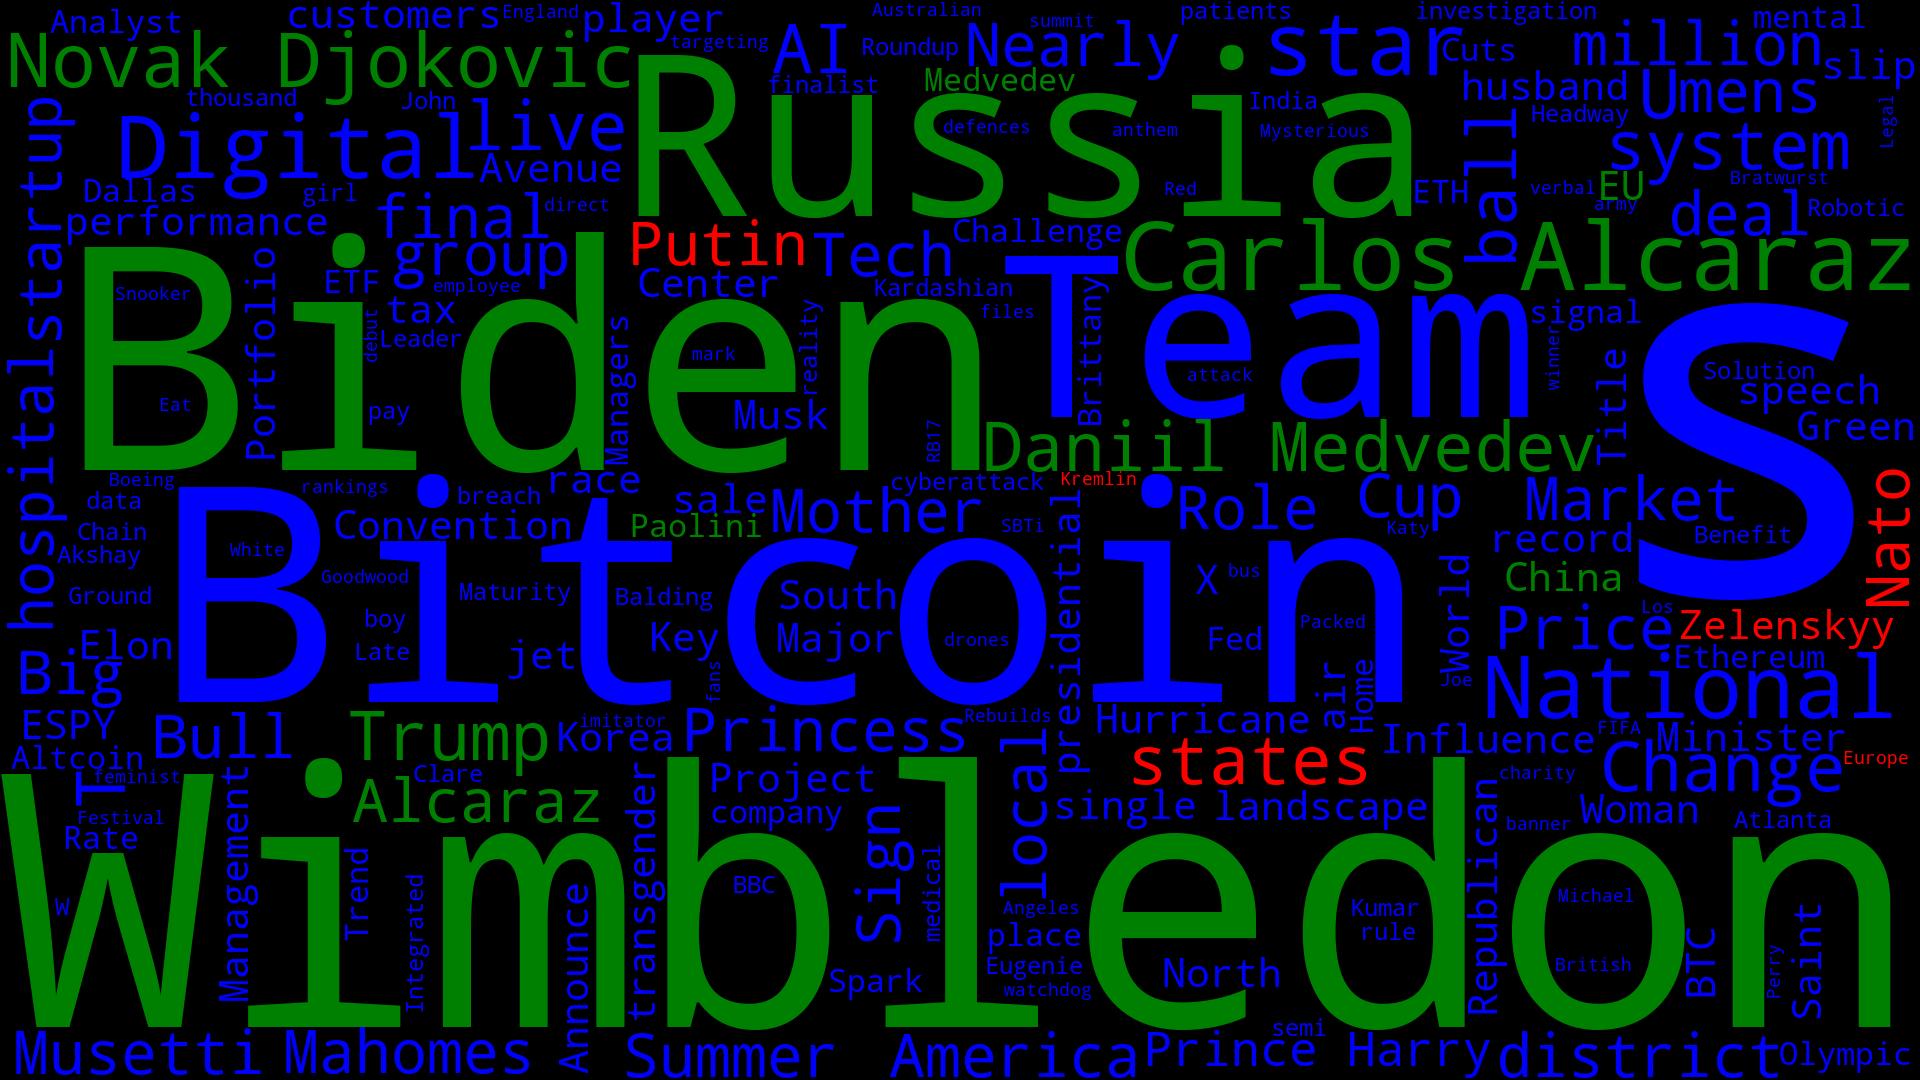 Analyst
customers
England
player
Australian
summit
patients
investigation
mental
Novak Djokovic
targeting
AI
Roundup
Nearly
star
Cuts
million
slip
finalist
Medvedev
thousand
John
live
Russia
India
husband
Umens
Headway
Legal
Digital
Avenue
defences
anthem
Mysterious
ball
system
Dallas
girl
direct
Red
ETH
verbal
EU
army
Bratwurst
performance
final
deal
Robotic
startup
group
Putin
Tech
Challenge
Carlos Alcaraz
Biden
Snooker
Portfolio
ETF
employee
tax
debut
Leader
Center
Kardashian
files
Team
Brittany
signal
S
Managers
mark
reality
attack
winner
Title
Solution
speech
Green
Eat
pay
Musk
RB17
Daniil Medvedev
hospital
Boeing
data
rankings
breach
race
sale
cyberattack
Kremlin
Mother
SBTi
presidential
Role
Cup
Katy
Market
Nato
Chain
Akshay
Convention
Paolini
record
Benefit
Bitcoin
White
Goodwood
Maturity
Balding
South
X
bus
World
China
Ground
boy
Key
Major
drones
Fed
Packed
Price
Los
Zelenskyy
Elon
Late
jet
fans
air
Home
Joe
Ethereum
Big
g
National
ESPY
Bull
Trump
imitator
Korea
Princess
Rebuilds
Hurricane
Influence
FIFA
Minister
Altcoin
T
feminist
Clare
Project
local
states
Change
Europe
charity
Alcaraz
transgender
company
Sign
single
landscape
Republican
Woman
Festival
Rate
Management
banner
Atlanta
Wimbledon
W
Trend
Integrated
Announce
BBC
medical
Angeles
place
Kumar
rule
Michael
British
BTC
Perry
Saint
Eugenie
watchdog
Spark
North
semi
Musetti
Mahomes
Summer
America
Prince
Harry
district
Olympic